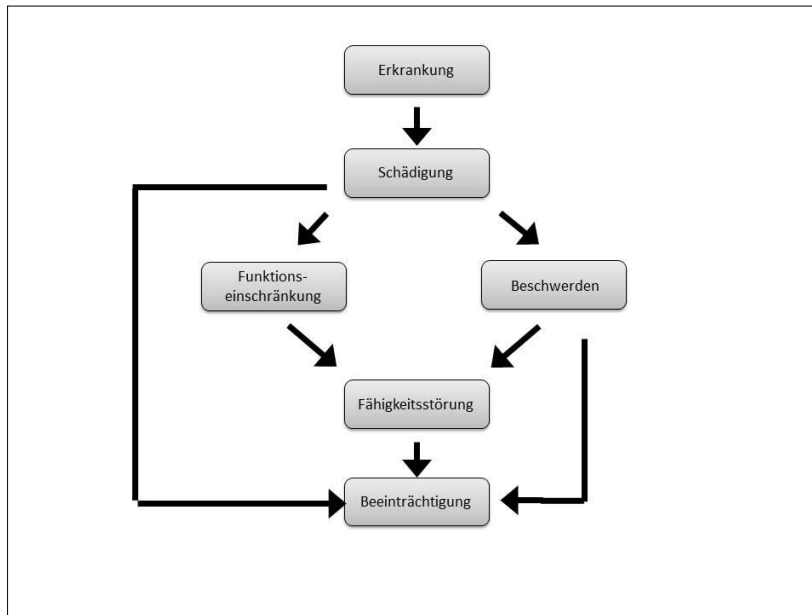 Erkrankung
Schädigung
Funktions-
einschränkung
Beschwerden
Fähigkeitsstörung
Beeinträchtigung